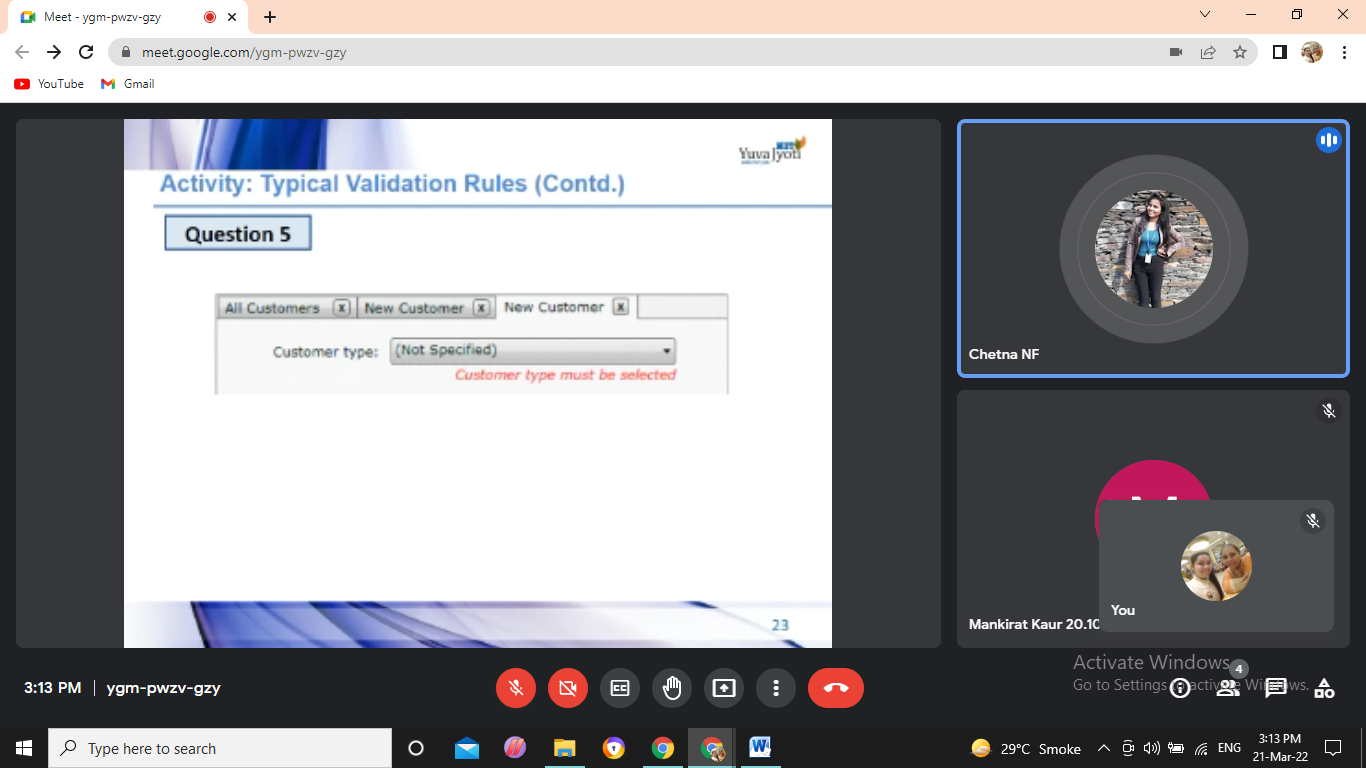 Meet - ygm-pwzv-gzy
meet.google.com/ygm-pwzv-gzy
YouTube
Gmail
Yuva Jyoti
Activity: Typical Validation Rules (Contd.)
Question 5
All Customers x New Customer x New Customer x
Customer type: (Not Specified)
Customer type must be selected
23
Chetna NF
Mankirat Kaur 20.10
You
3:13 PM | ygm-pwzv-gzy
4
Activate Windows
Go to Settings to activate Windows.
Type here to search
29°C Smoke
ENG
3:13 PM
21-Mar-22